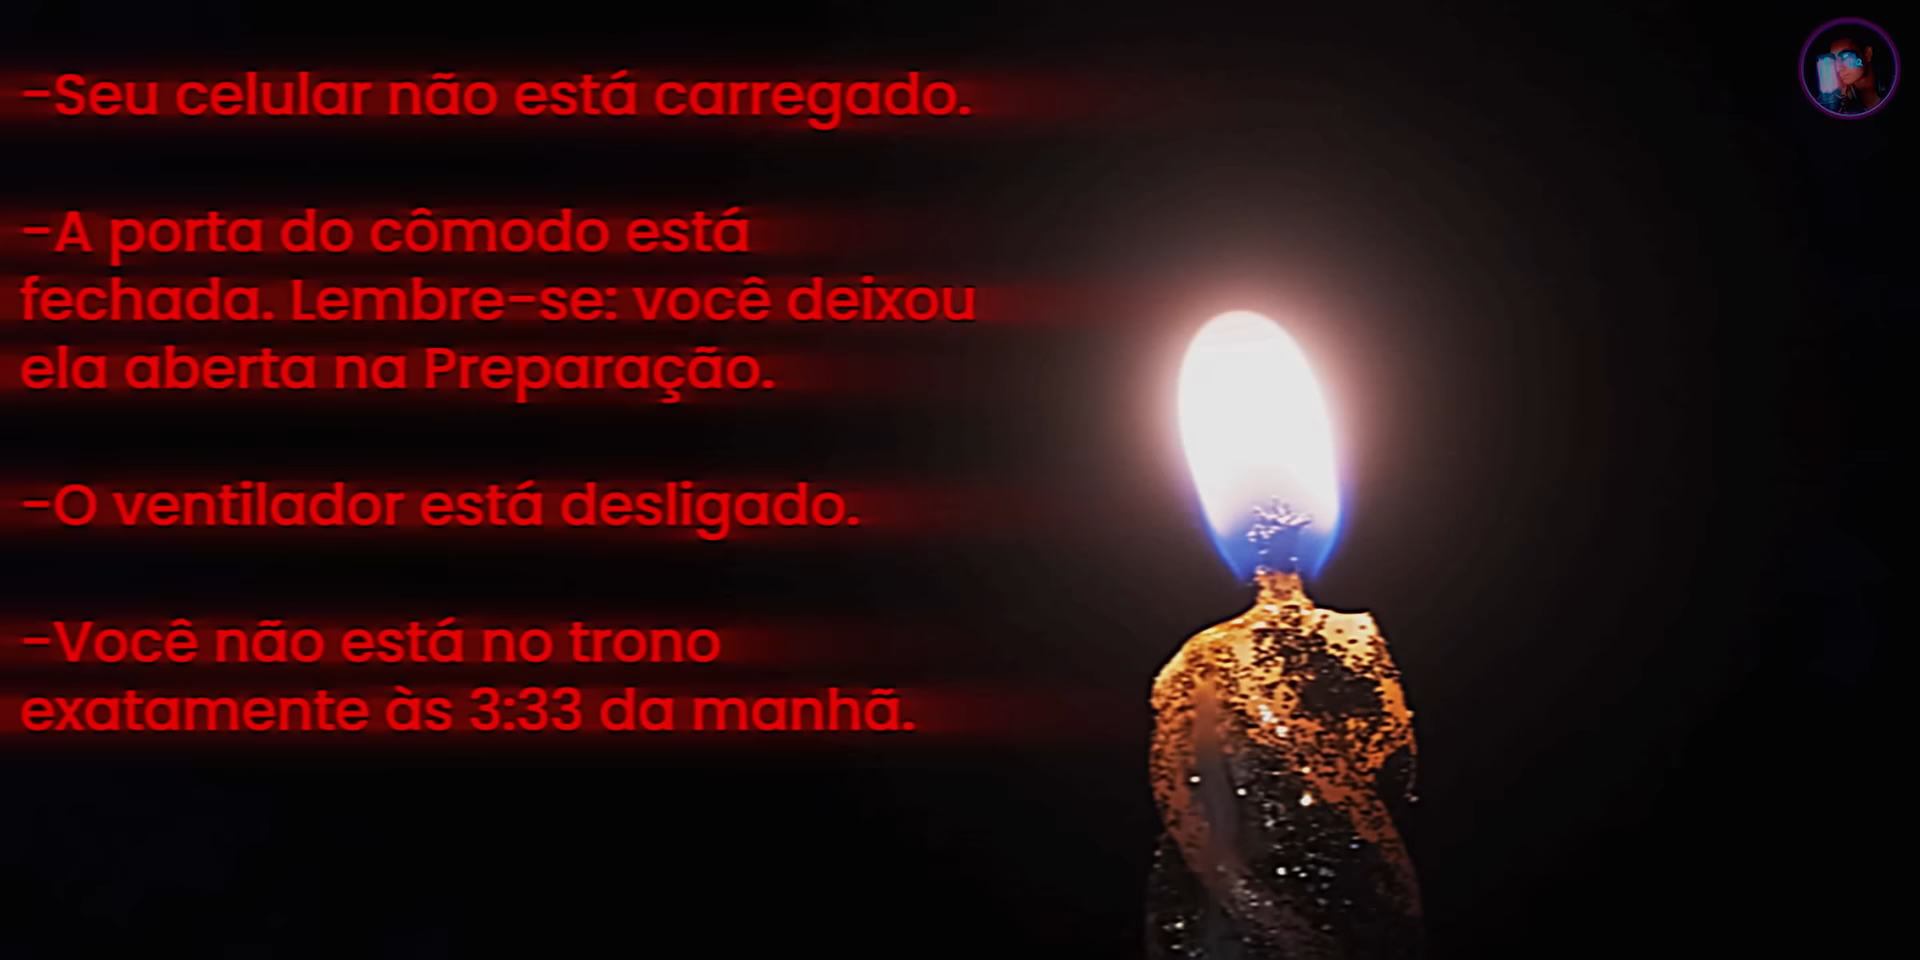 -Seu celular não está carregado.
-A porta do cômodo está
fechada. Lembre-se: você deixou
ela aberta na Preparação.
-O ventilador está desligado.
-Você não está no trono
exatamente às 3:33 da manhã.